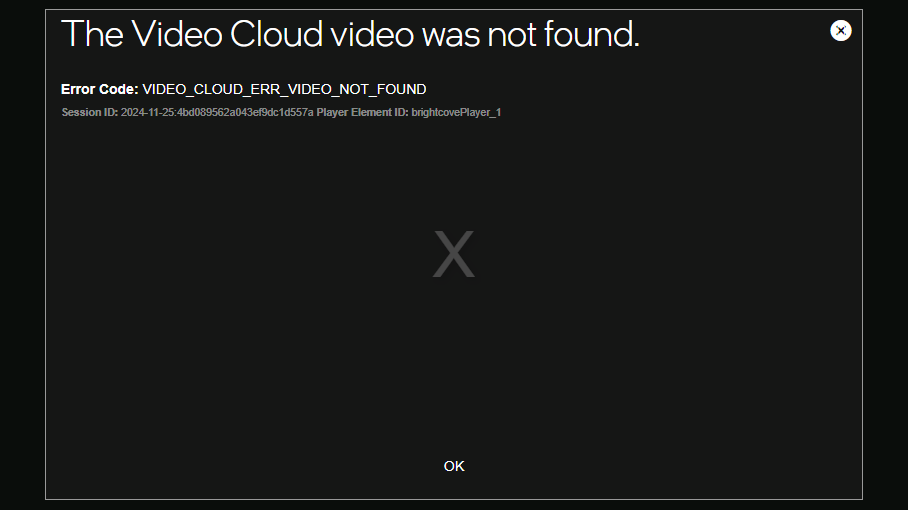 The Video Cloud video was not found.
Error Code: VIDEO_CLOUD_ERR_VIDEO_NOT_FOUND
Session ID: 2024-11-25:4bd089562a043ef9dc1d557a Player Element ID: brightcovePlayer_1
X
OK